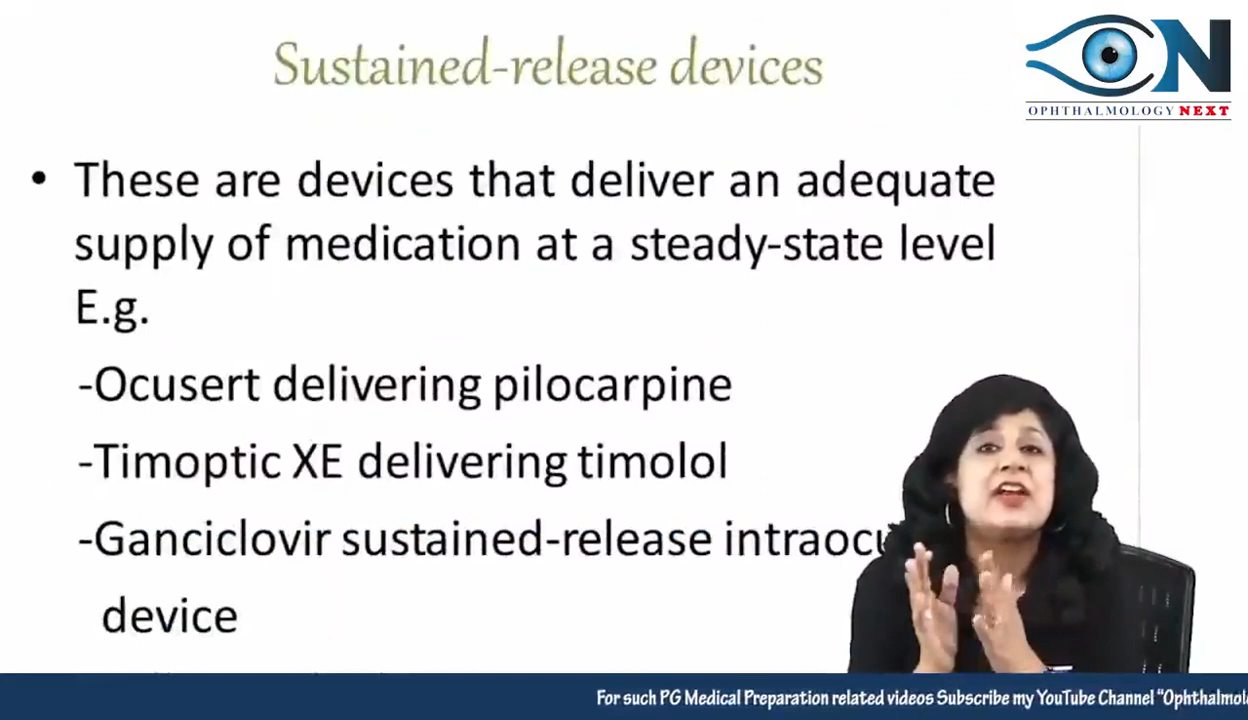 Sustained-release devices
ON
OPHTHALMOLOGY NEXT
• These are devices that deliver an adequate
supply of medication at a steady-state level
E.g.
-Ocusert delivering pilocarpine
-Timoptic XE delivering timolol
-Ganciclovir sustained-release
device
For such PG Medical Preparation related videos Subscribe my YouTube Channel